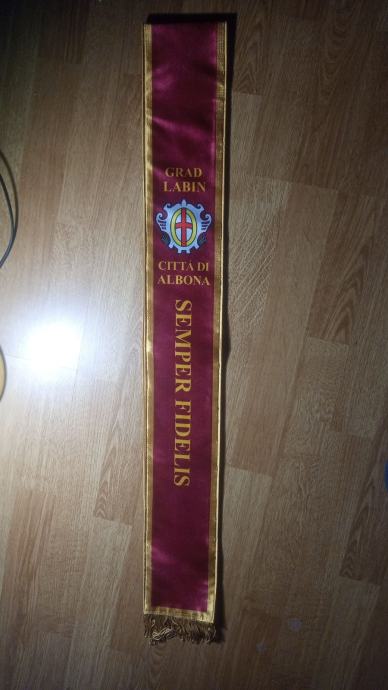 GRAD
LABIN
CITTÀ DI
ALBONA
SEMPER FIDELIS